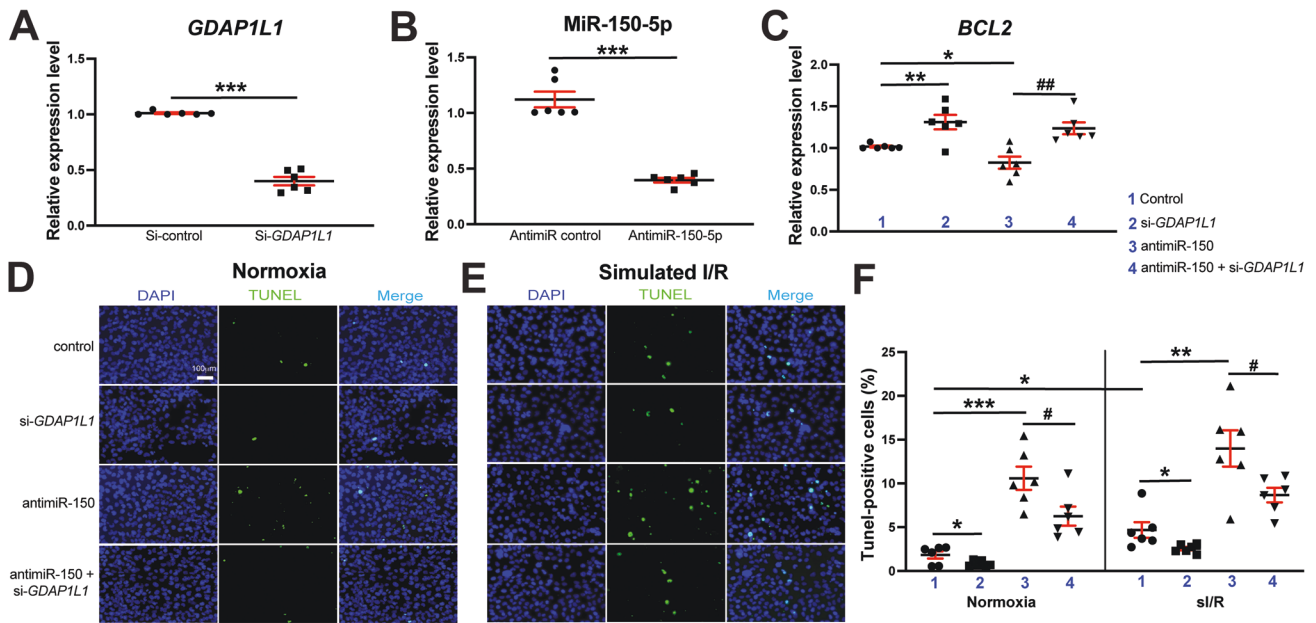 A
GDAP1L1
Relative expression level
1.5
1.0
0.5
0.0
***
Si-control
Si-GDAP1L1
B
MiR-150-5p
Relative expression level
1.5
1.0
0.5
0.0
***
AntimiR control
AntimiR-150-5p
C
BCL2
Relative expression level
2.0
1.5
1.0
0.5
0.0
*
**
##
1 2 3 4
1 Control
2 si-GDAP1L1
3 antimiR-150
4 antimiR-150 + si-GDAP1L1
D
Normoxia
DAPI TUNEL Merge
control
100µm
si-GDAP1L1
antimiR-150
antimiR-150 +
si-GDAP1L1
E
Simulated I/R
DAPI TUNEL Merge
F
Tunel-positive cells (%)
25
20
15
10
5
0
**
#
*
***
#
*
*
1 2 3 4 1 2 3 4
Normoxia sI/R